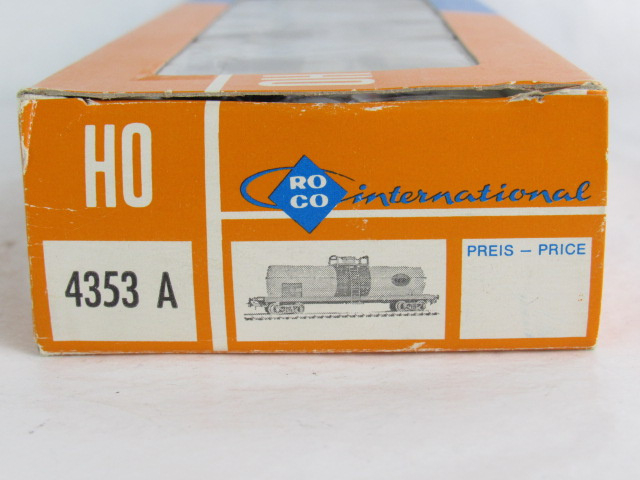 HO
RO
CO
international
4353 A
PREIS – PRICE